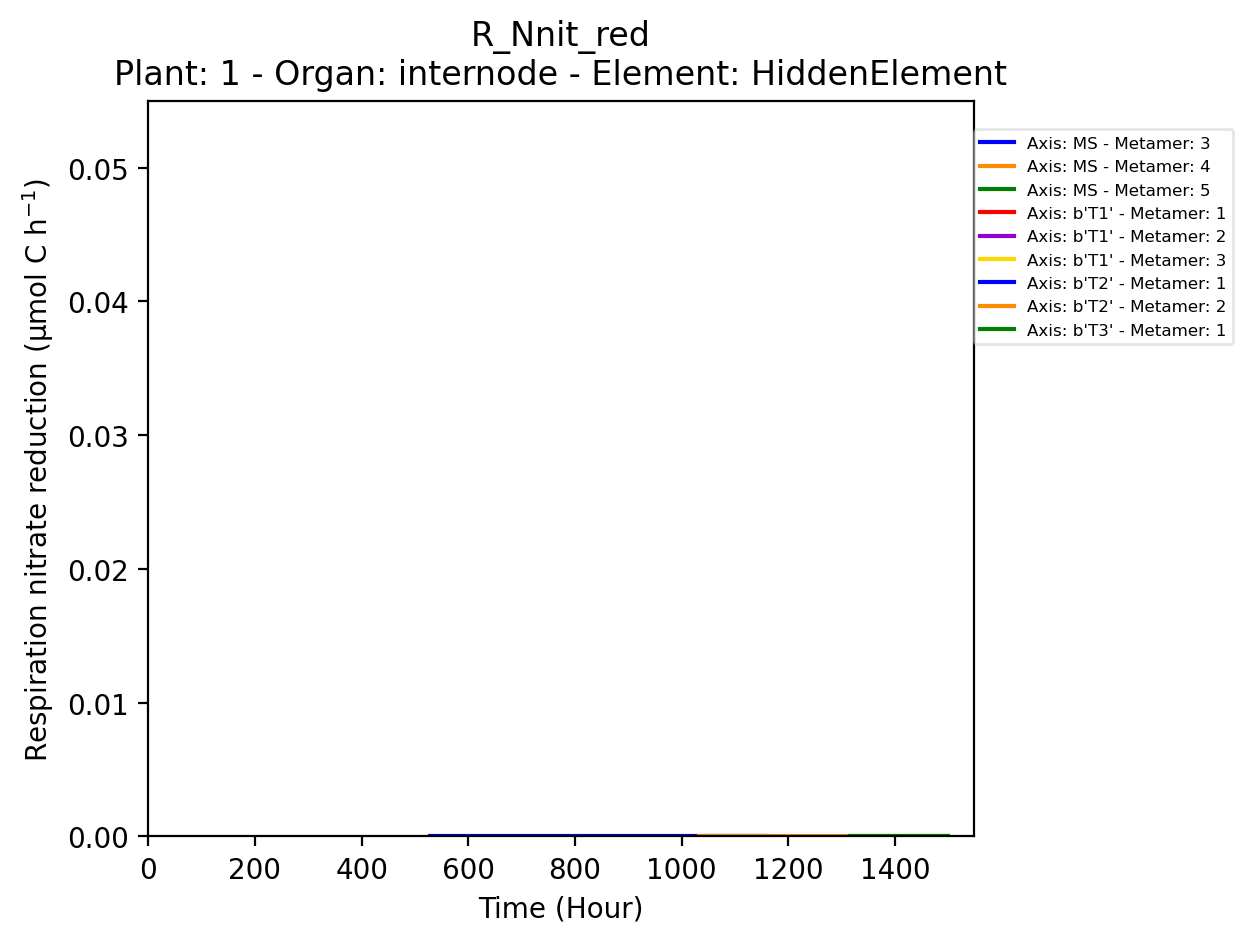 R_Nnit_red
Plant: 1 - Organ: internode - Element: HiddenElement
Respiration nitrate reduction (µmol C h⁻¹)
0.05
0.04
0.03
0.02
0.01
0.00
0 200 400 600 800 1000 1200 1400
Time (Hour)
Axis: MS - Metamer: 3
Axis: MS - Metamer: 4
Axis: MS - Metamer: 5
Axis: b'T1' - Metamer: 1
Axis: b'T1' - Metamer: 2
Axis: b'T1' - Metamer: 3
Axis: b'T2' - Metamer: 1
Axis: b'T2' - Metamer: 2
Axis: b'T3' - Metamer: 1